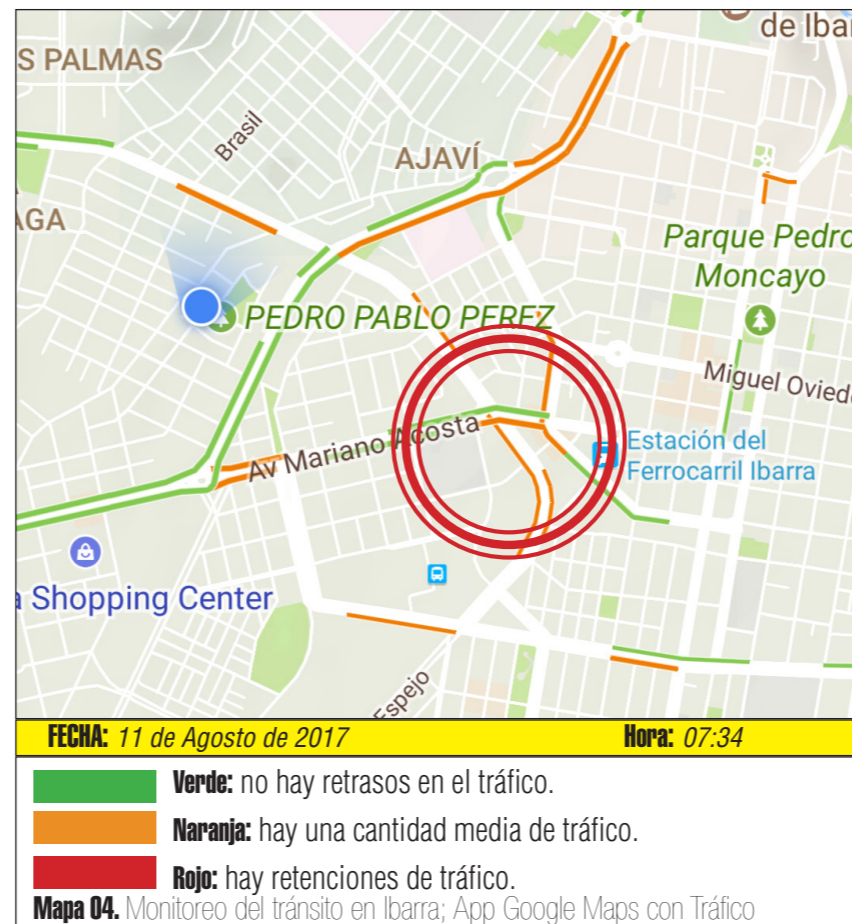 de Iba
S PALMAS
Brasil
AJAVÍ
AGA
Parque Pedro
Moncayo
PEDRO PABLO PEREZ
Miguel Oviedo
Av Mariano Acosta
Estación del
Ferrocarril Ibarra
a Shopping Center
Espejo
FECHA: 11 de Agosto de 2017 Hora: 07:34
Verde: no hay retrasos en el tráfico.
Naranja: hay una cantidad media de tráfico.
Rojo: hay retenciones de tráfico.
Mapa 04. Monitoreo del tránsito en Ibarra; App Google Maps con Tráfico